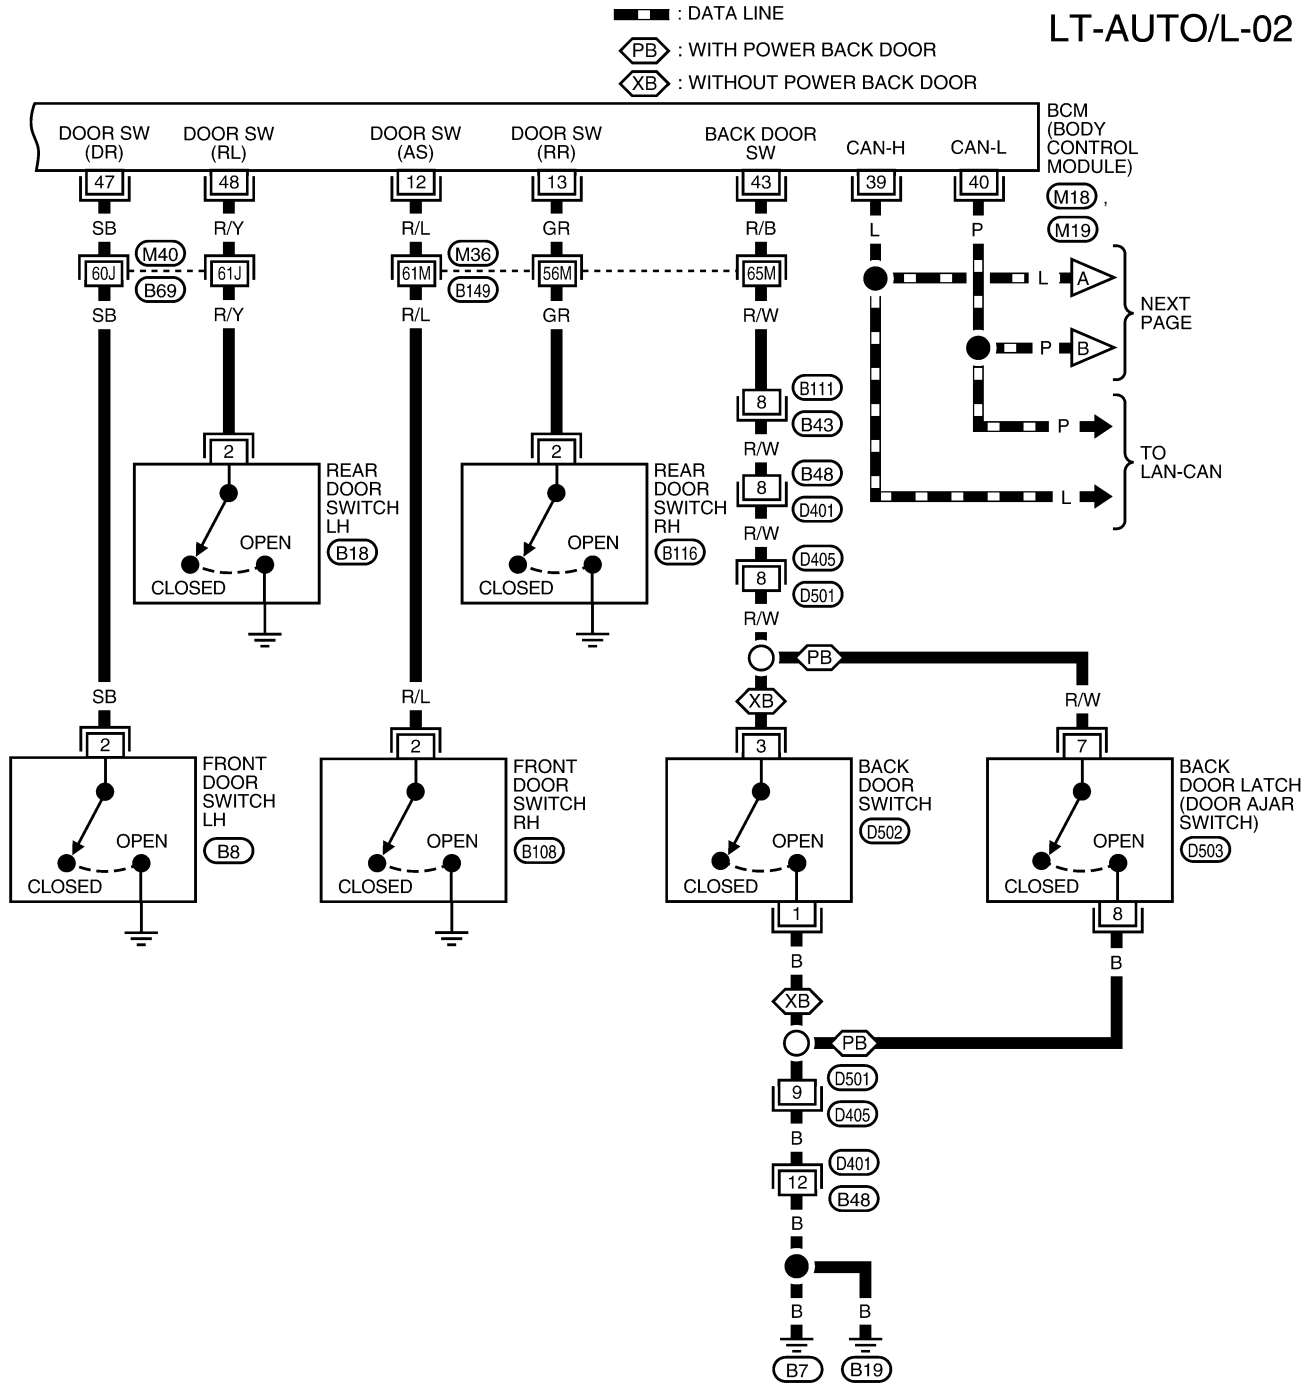 : DATA LINE
LT-AUTO/L-02
PB : WITH POWER BACK DOOR
XB : WITHOUT POWER BACK DOOR
DOOR SW
(DR)
DOOR SW
(RL)
DOOR SW
(AS)
DOOR SW
(RR)
BACK DOOR
SW
CAN-H
CAN-L
BCM
(BODY
CONTROL
MODULE)
M18 ,
M19
47 48 12 13 43 39 40
SB R/Y R/L GR R/B L P
M40 M36
60J 61J 61M 56M 65M
B69 B149
SB R/Y R/L GR R/W
L A
P B
NEXT
PAGE
8
B111
B43
R/W
P
L
TO
LAN-CAN
8
B48
D401
R/W
8
D405
D501
R/W
2
REAR
DOOR
SWITCH
LH
B18
OPEN
CLOSED
2
REAR
DOOR
SWITCH
RH
B116
OPEN
CLOSED
PB
XB
R/W
SB
R/L
2
FRONT
DOOR
SWITCH
LH
B8
OPEN
CLOSED
2
FRONT
DOOR
SWITCH
RH
B108
OPEN
CLOSED
3
BACK
DOOR
SWITCH
D502
OPEN
CLOSED
1
7
BACK
DOOR LATCH
(DOOR AJAR
SWITCH)
D503
OPEN
CLOSED
8
B
B
XB
PB
9
D501
D405
B
12
D401
B48
B
B B
B7 B19